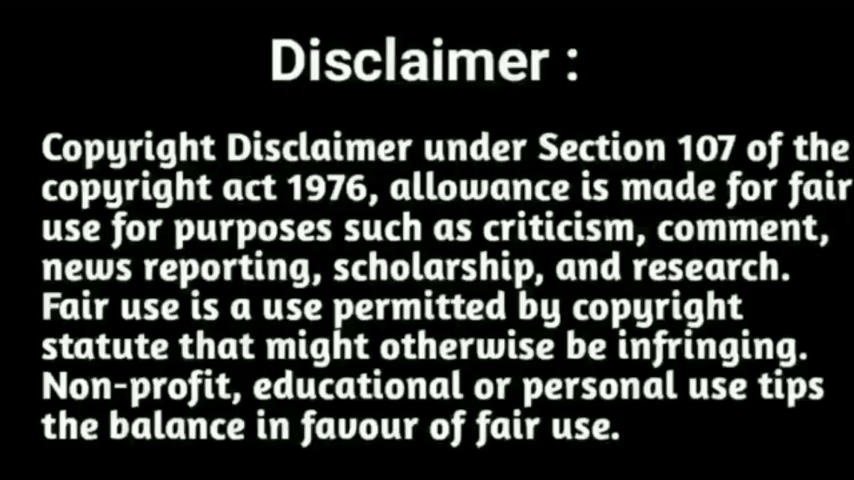 Disclaimer :
Copyright Disclaimer under Section 107 of the
copyright act 1976, allowance is made for fair
use for purposes such as criticism, comment,
news reporting, scholarship, and research.
Fair use is a use permitted by copyright
statute that might otherwise be infringing.
Non-profit, educational or personal use tips
the balance in favour of fair use.